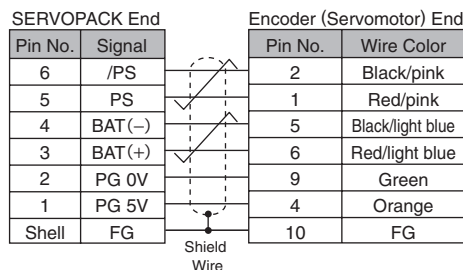 SERVOPACK End Encoder (Servomotor) End
Pin No. Signal Pin No. Wire Color
6 /PS 2 Black/pink
5 PS 1 Red/pink
4 BAT(−) 5 Black/light blue
3 BAT(+) 6 Red/light blue
2 PG 0V 9 Green
1 PG 5V 4 Orange
Shell FG 10 FG
Shield
Wire